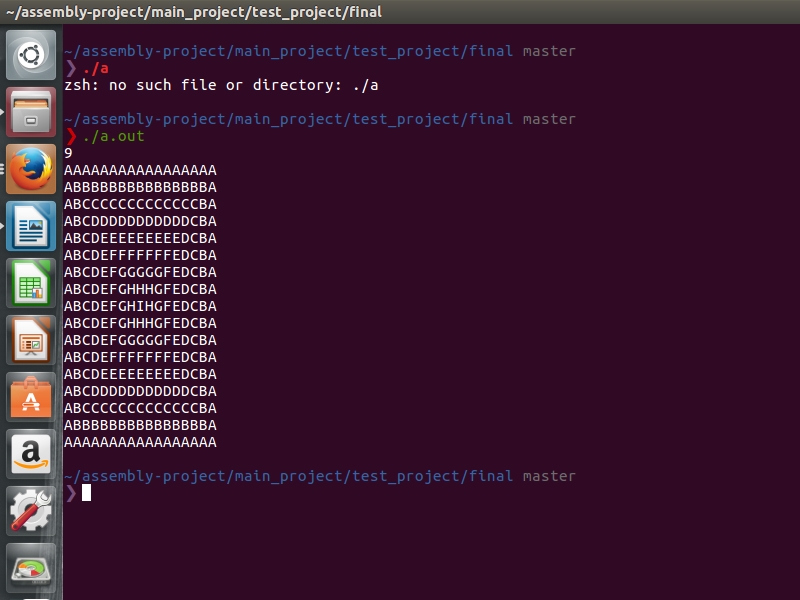 ~/assembly-project/main_project/test_project/final
~/assembly-project/main_project/test_project/final master
❯ ./a
zsh: no such file or directory: ./a
~/assembly-project/main_project/test_project/final master
❯ ./a.out
9
AAAAAAAAAAAAAAAAA
ABBBBBBBBBBBBBBBA
ABCCCCCCCCCCCCCBA
ABCDDDDDDDDDDDCBA
ABCDEEEEEEEEEDCBA
ABCDEFFFFFFFEDCBA
ABCDEFGGGGGFEDCBA
ABCDEFGHHHGFEDCBA
ABCDEFGHIHGFEDCBA
ABCDEFGHHHGFEDCBA
ABCDEFGGGGGFEDCBA
ABCDEFFFFFFFEDCBA
ABCDEEEEEEEEEDCBA
ABCDDDDDDDDDDDCBA
ABCCCCCCCCCCCCCBA
ABBBBBBBBBBBBBBBA
AAAAAAAAAAAAAAAAA
~/assembly-project/main_project/test_project/final master
❯
a